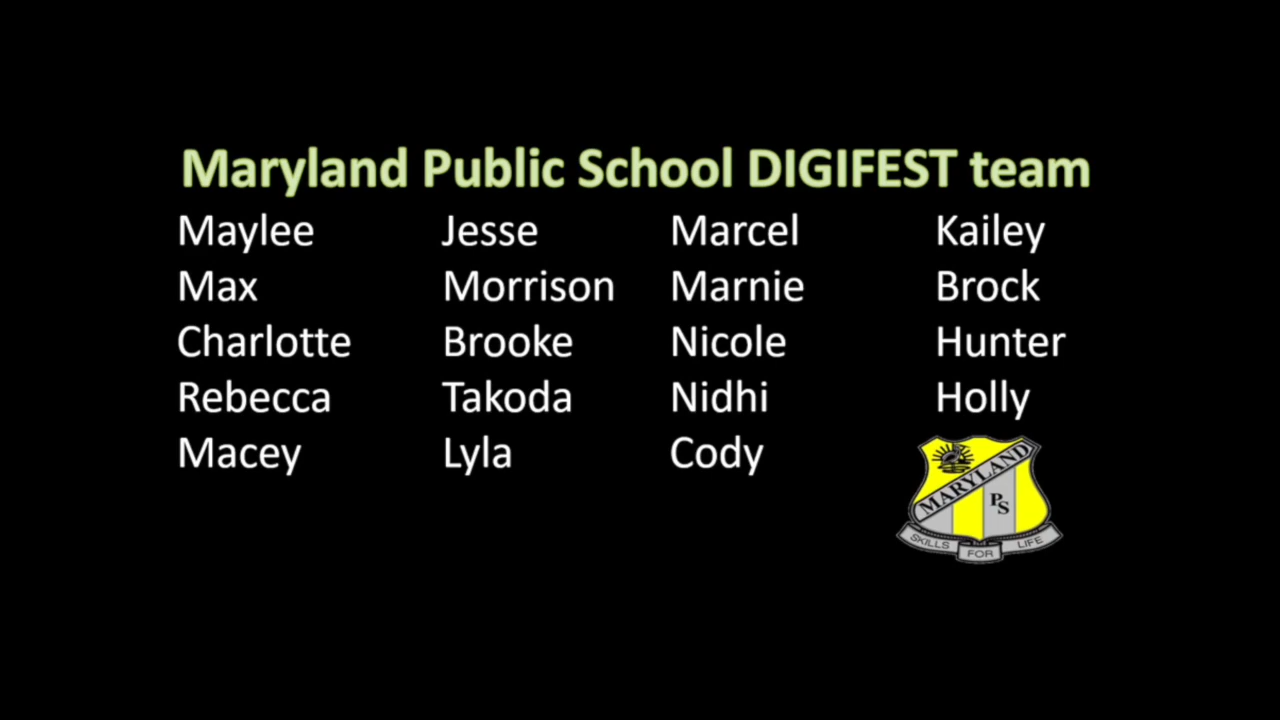 Maryland Public School DIGIFEST team
Maylee Jesse Marcel Kailey
Max Morrison Marnie Brock
Charlotte Brooke Nicole Hunter
Rebecca Takoda Nidhi Holly
Macey Lyla Cody
MARYLAND
PS
SKILLS FOR LIFE